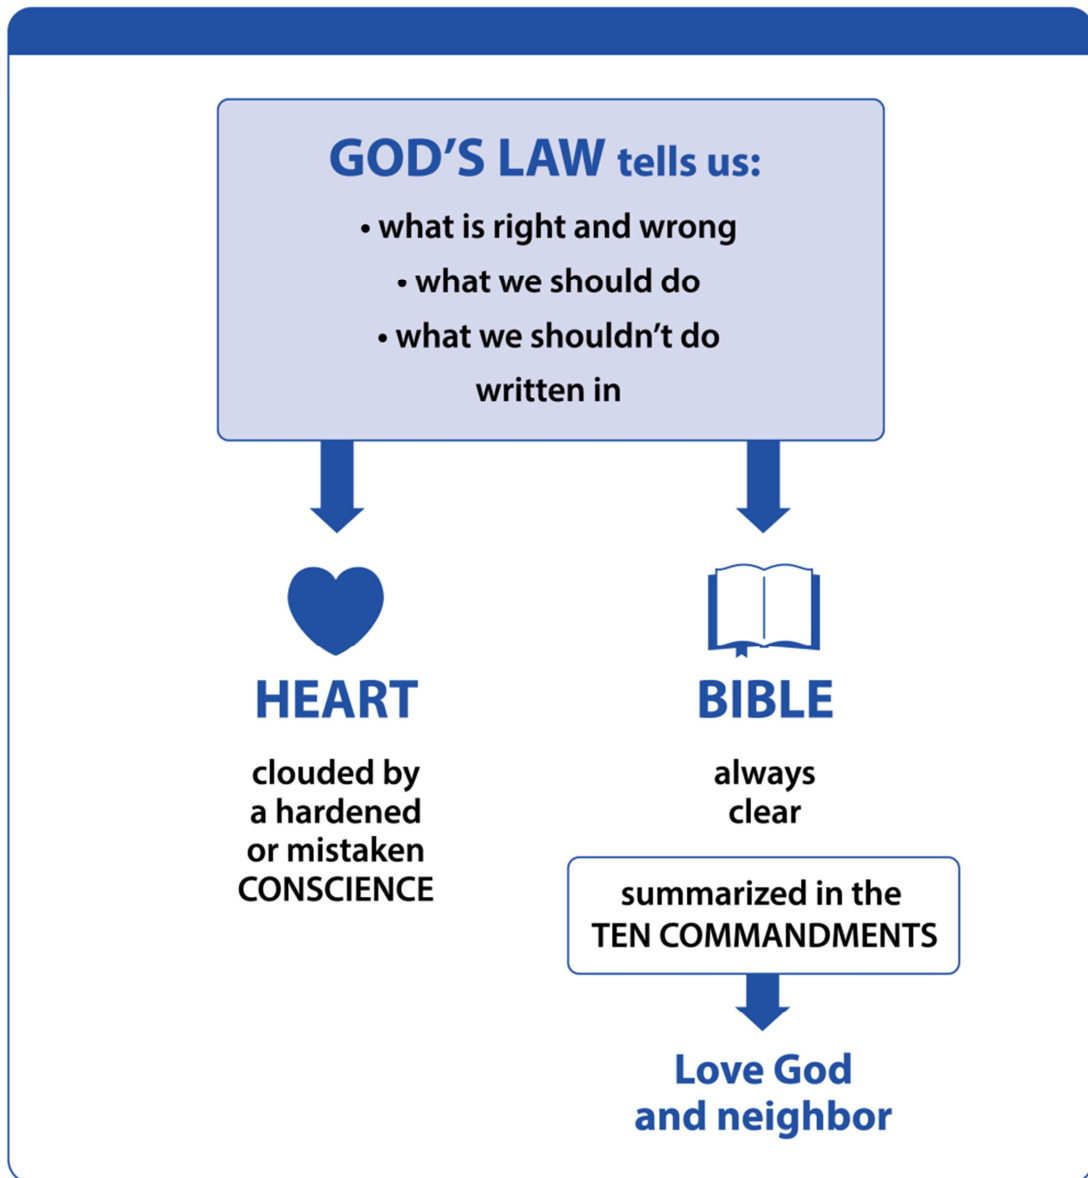 GOD’S LAW tells us:
• what is right and wrong
• what we should do
• what we shouldn’t do
written in
HEART
clouded by
a hardened
or mistaken
CONSCIENCE
BIBLE
always
clear
summarized in the
TEN COMMANDMENTS
Love God
and neighbor